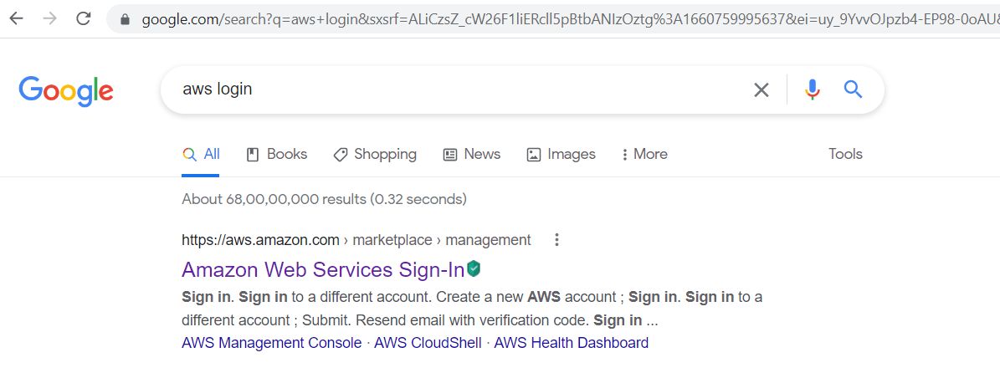 google.com/search?q=aws+login&sxsrf=ALiCzsZ_cW26F1liERcll5pBtbANIzOztg%3A1660759995637&ei=uy_9YvvOJpzb4-EP98-0oAU&
Google
aws login
All Books Shopping News Images More Tools
About 68,00,00,000 results (0.32 seconds)
https://aws.amazon.com › marketplace › management
Amazon Web Services Sign-In
Sign in. Sign in to a different account. Create a new AWS account ; Sign in. Sign in to a
different account ; Submit. Resend email with verification code. Sign in ...
AWS Management Console · AWS CloudShell · AWS Health Dashboard